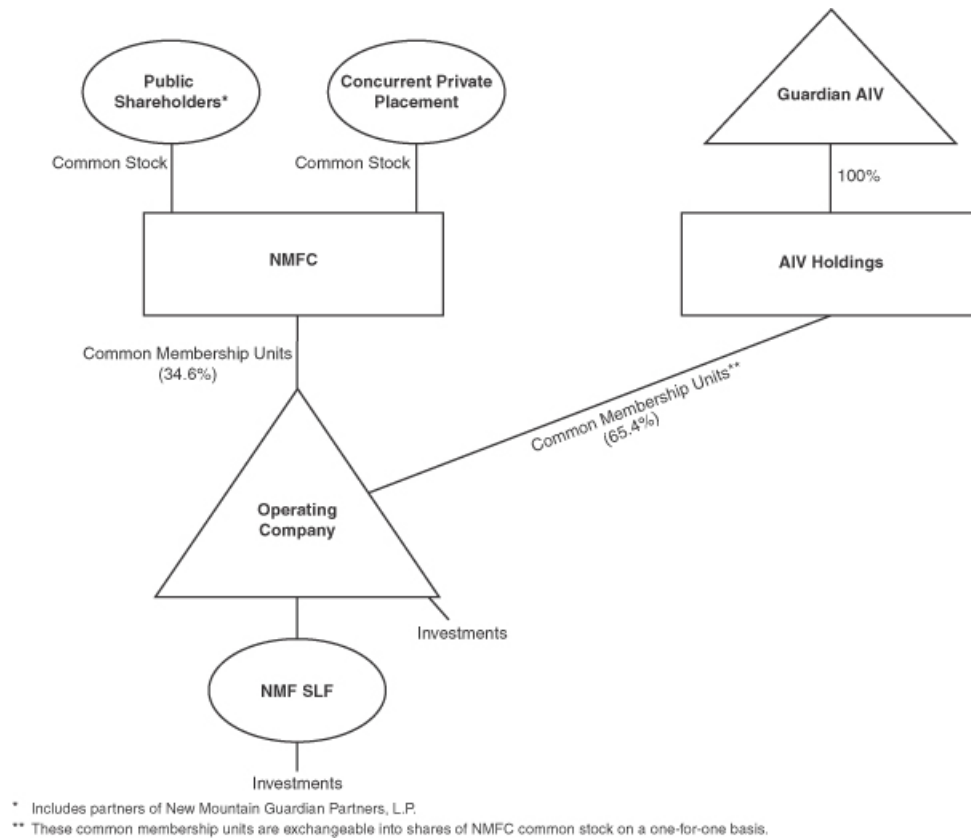 Public
Shareholders*
Concurrent Private
Placement
Guardian AIV
Common Stock
Common Stock
100%
NMFC
AIV Holdings
Common Membership Units
(34.6%)
Common Membership Units**
(65.4%)
Operating
Company
Investments
NMF SLF
Investments
* Includes partners of New Mountain Guardian Partners, L.P.
** These common membership units are exchangeable into shares of NMFC common stock on a one-for-one basis.